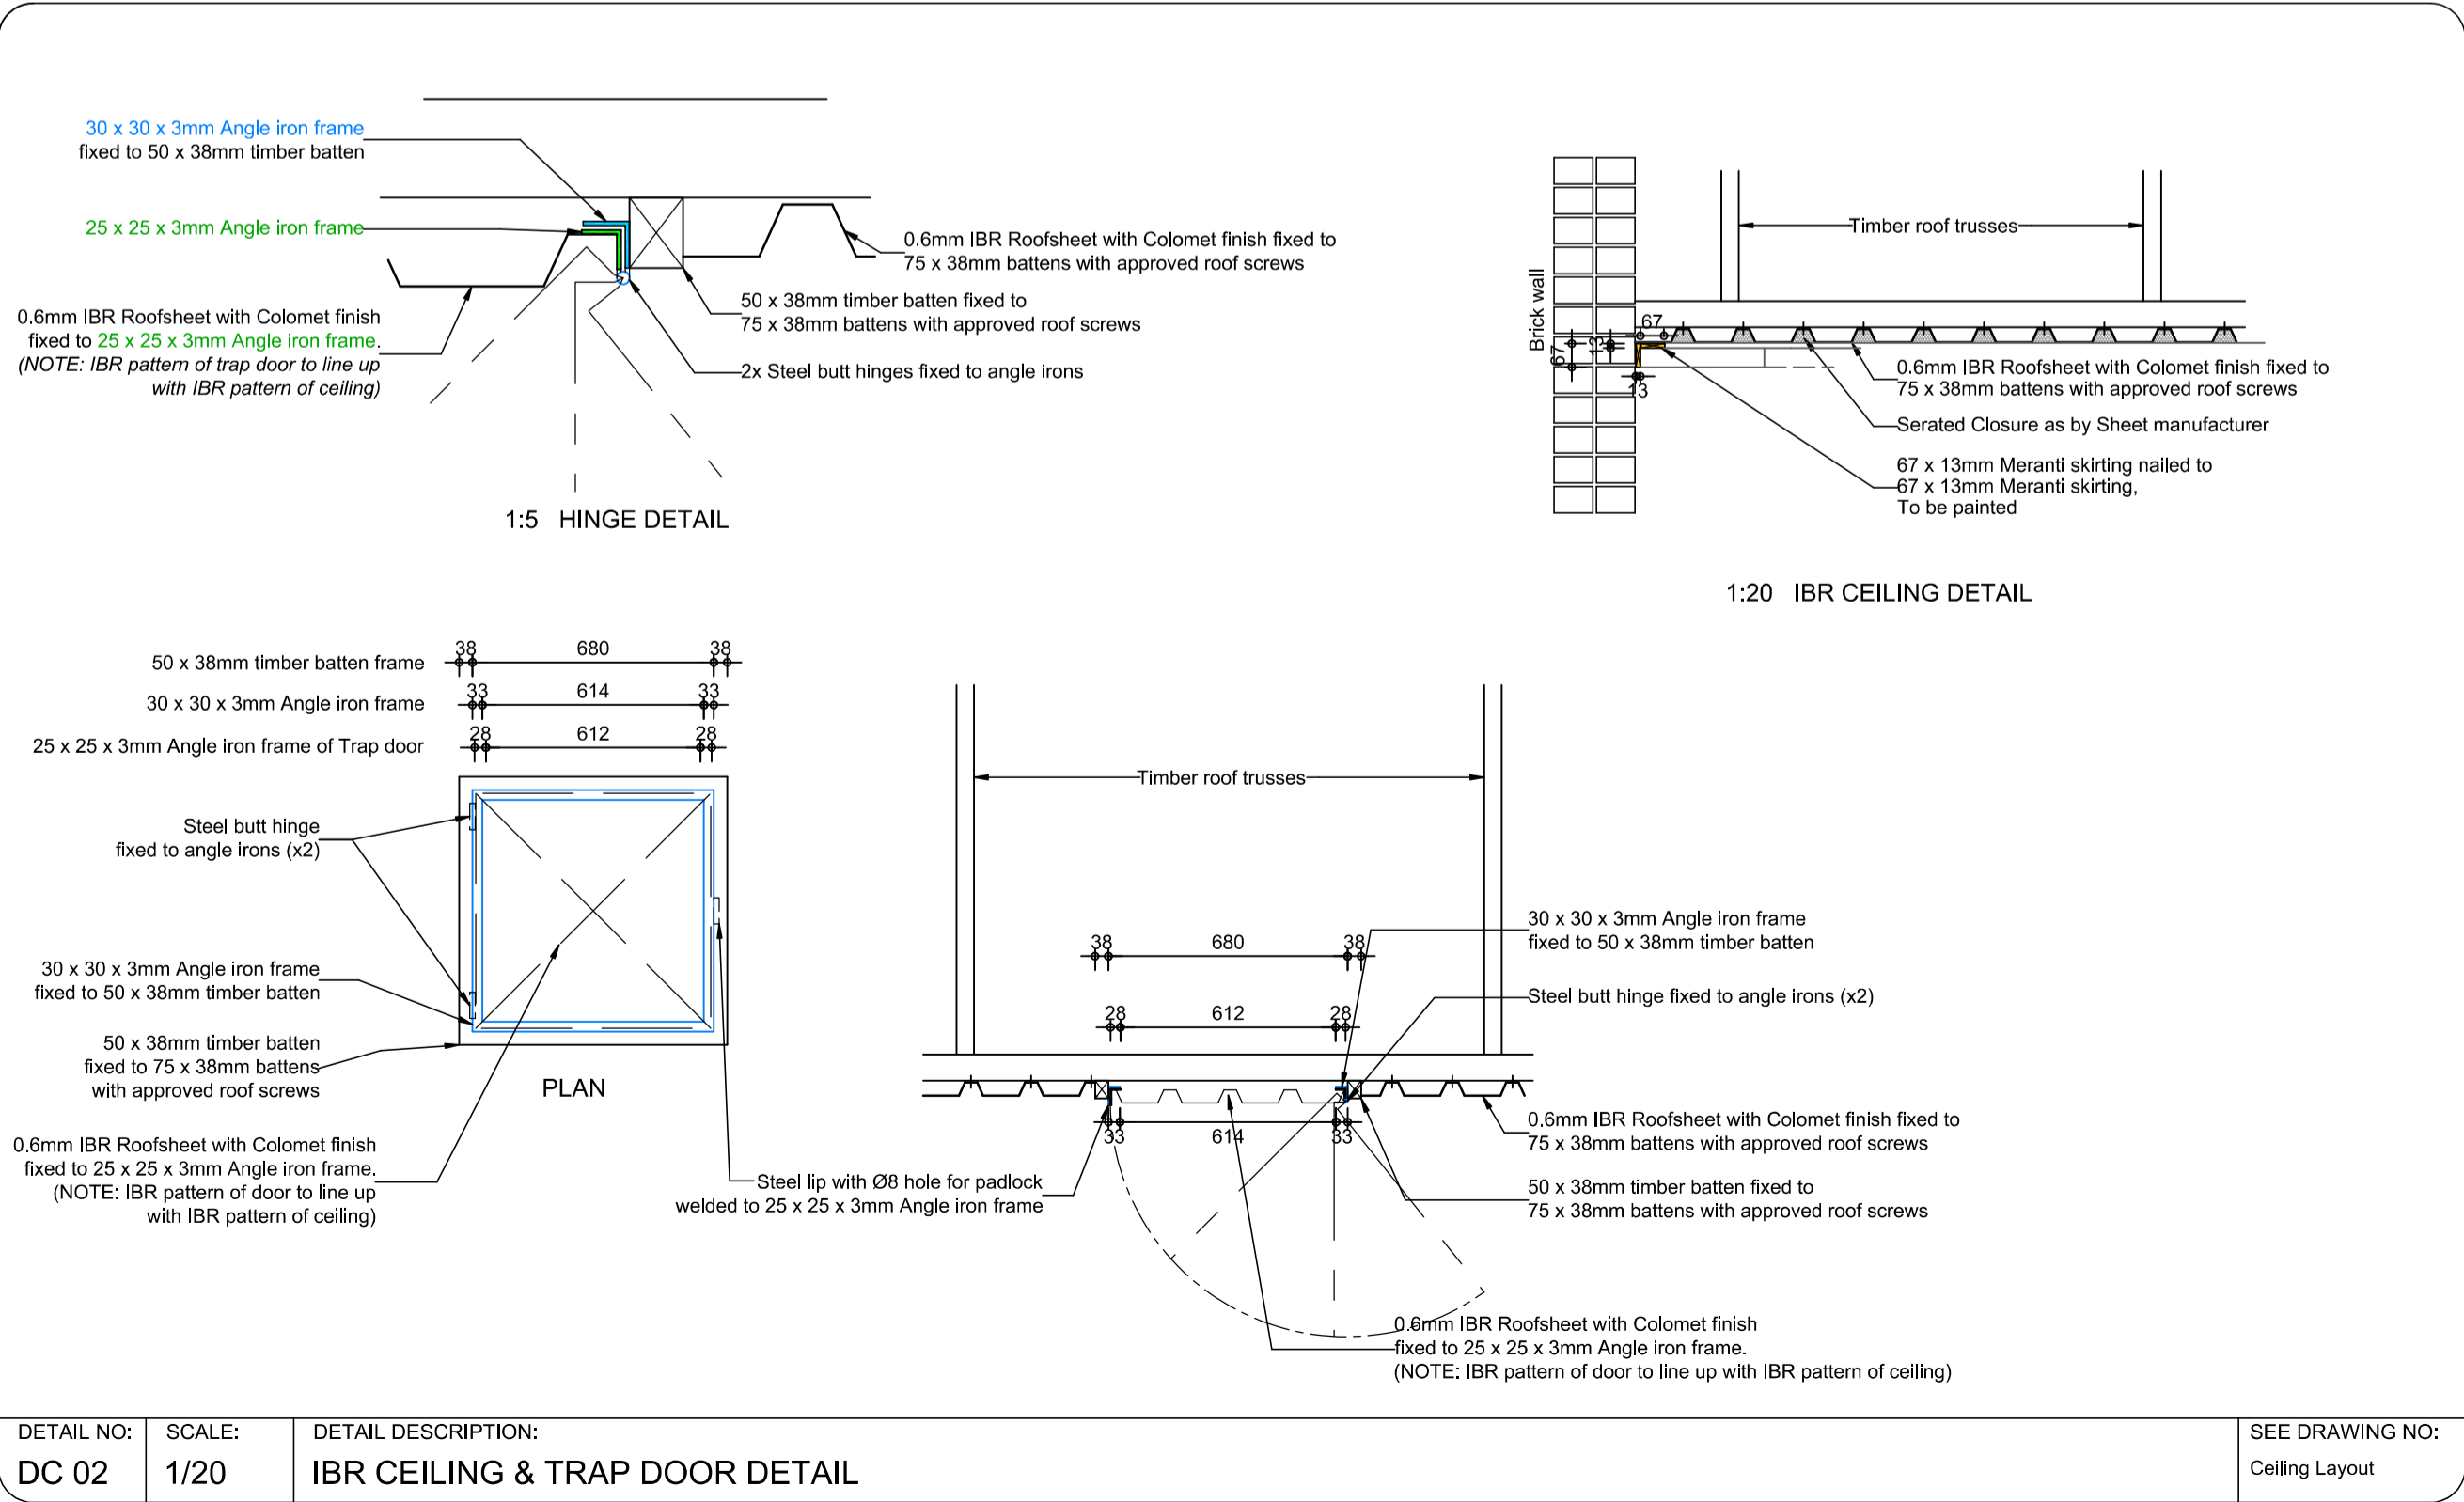 30 x 30 x 3mm Angle iron frame
fixed to 50 x 38mm timber batten
25 x 25 x 3mm Angle iron frame
0.6mm IBR Roofsheet with Colomet finish
fixed to 25 x 25 x 3mm Angle iron frame.
(NOTE: IBR pattern of trap door to line up
with IBR pattern of ceiling)
0.6mm IBR Roofsheet with Colomet finish fixed to
75 x 38mm battens with approved roof screws
50 x 38mm timber batten fixed to
75 x 38mm battens with approved roof screws
2x Steel butt hinges fixed to angle irons
1:5 HINGE DETAIL
Timber roof trusses
Brick wall
67
67
13
13
0.6mm IBR Roofsheet with Colomet finish fixed to
75 x 38mm battens with approved roof screws
Serated Closure as by Sheet manufacturer
67 x 13mm Meranti skirting nailed to
67 x 13mm Meranti skirting,
To be painted
1:20 IBR CEILING DETAIL
50 x 38mm timber batten frame 38 680 38
30 x 30 x 3mm Angle iron frame 33 614 33
25 x 25 x 3mm Angle iron frame of Trap door 28 612 28
Steel butt hinge
fixed to angle irons (x2)
30 x 30 x 3mm Angle iron frame
fixed to 50 x 38mm timber batten
50 x 38mm timber batten
fixed to 75 x 38mm battens
with approved roof screws
PLAN
0.6mm IBR Roofsheet with Colomet finish
fixed to 25 x 25 x 3mm Angle iron frame.
(NOTE: IBR pattern of door to line up
with IBR pattern of ceiling)
Steel lip with Ø8 hole for padlock
welded to 25 x 25 x 3mm Angle iron frame
Timber roof trusses
38 680 38
28 612 28
33 614 33
30 x 30 x 3mm Angle iron frame
fixed to 50 x 38mm timber batten
Steel butt hinge fixed to angle irons (x2)
0.6mm IBR Roofsheet with Colomet finish fixed to
75 x 38mm battens with approved roof screws
50 x 38mm timber batten fixed to
75 x 38mm battens with approved roof screws
0.6mm IBR Roofsheet with Colomet finish
fixed to 25 x 25 x 3mm Angle iron frame.
(NOTE: IBR pattern of door to line up with IBR pattern of ceiling)
DETAIL NO:
DC 02
SCALE:
1/20
DETAIL DESCRIPTION:
IBR CEILING & TRAP DOOR DETAIL
SEE DRAWING NO:
Ceiling Layout